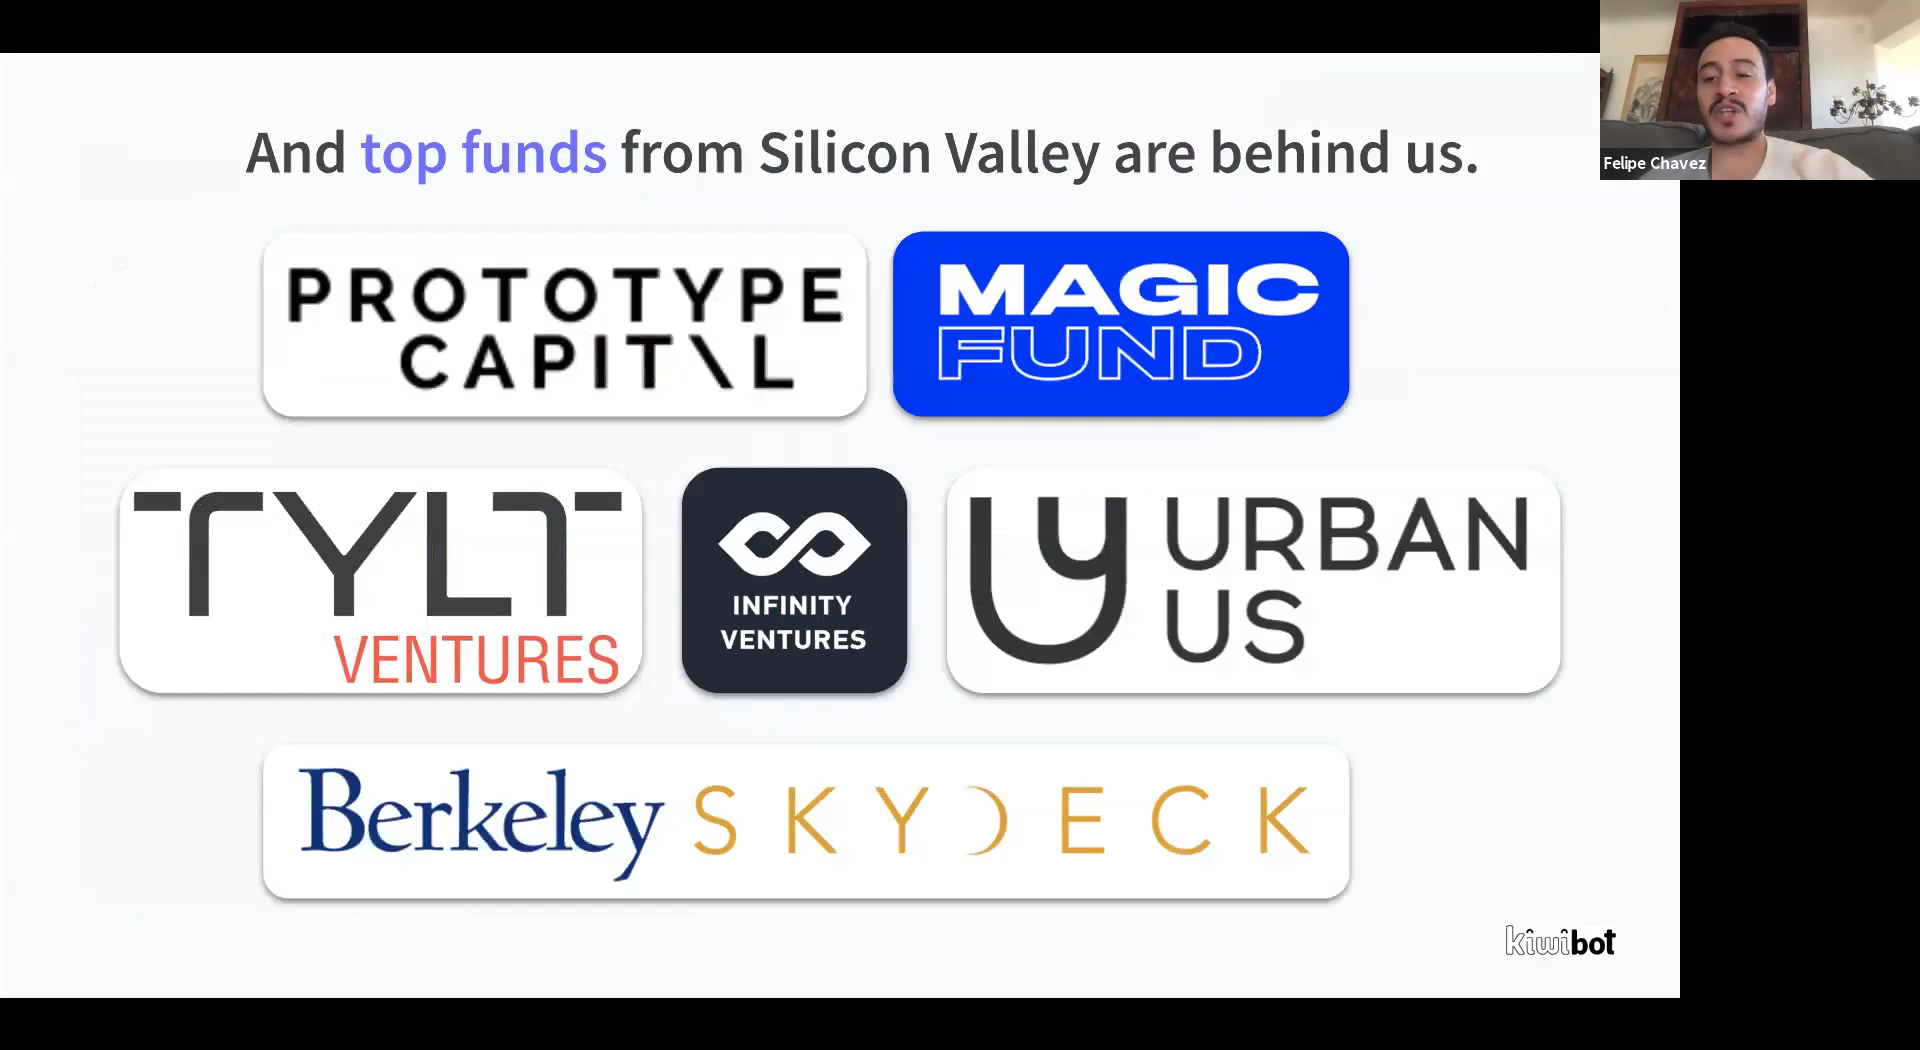 And top funds from Silicon Valley are behind us.
Felipe Chavez
PROTOTYPE
CAPIT\L
MAGIC
FUND
TYLT
VENTURES
INFINITY
VENTURES
URBAN
US
Berkeley SKYDECK
kiwibot